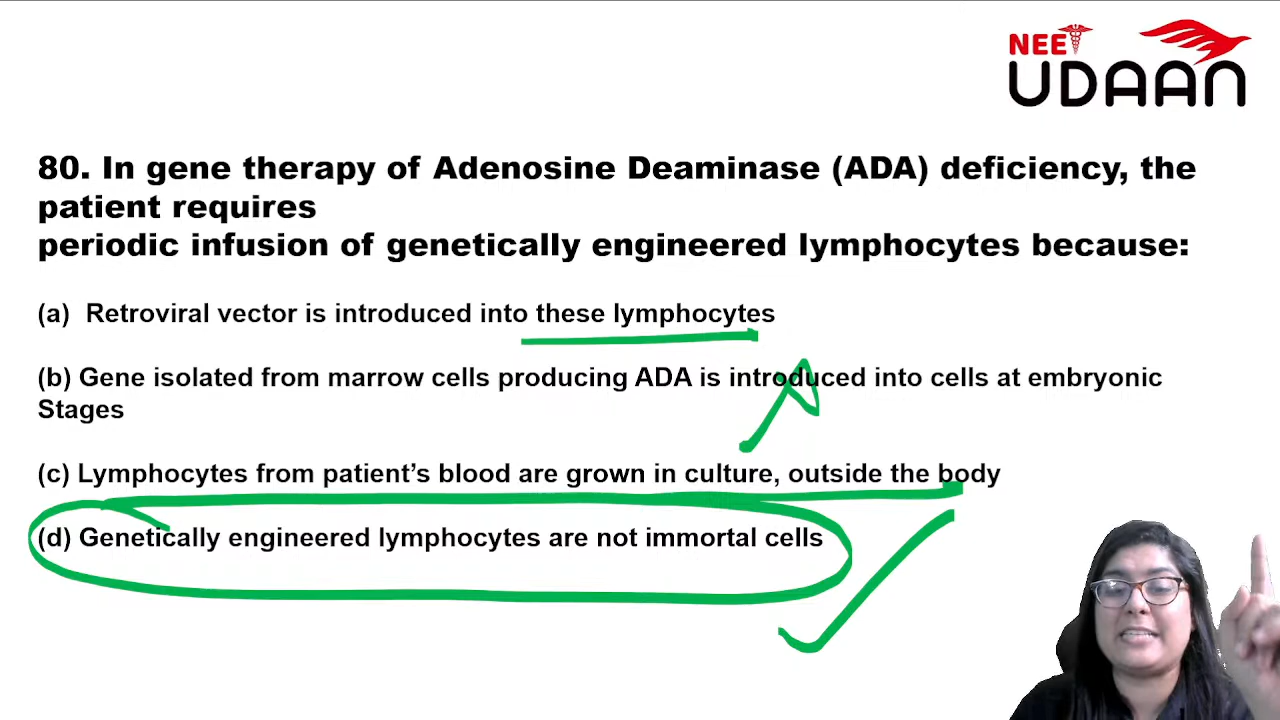 NEET
UDAAN
80. In gene therapy of Adenosine Deaminase (ADA) deficiency, the
patient requires
periodic infusion of genetically engineered lymphocytes because:
(a) Retroviral vector is introduced into these lymphocytes
(b) Gene isolated from marrow cells producing ADA is introduced into cells at embryonic
Stages
(c) Lymphocytes from patient’s blood are grown in culture, outside the body
(d) Genetically engineered lymphocytes are not immortal cells